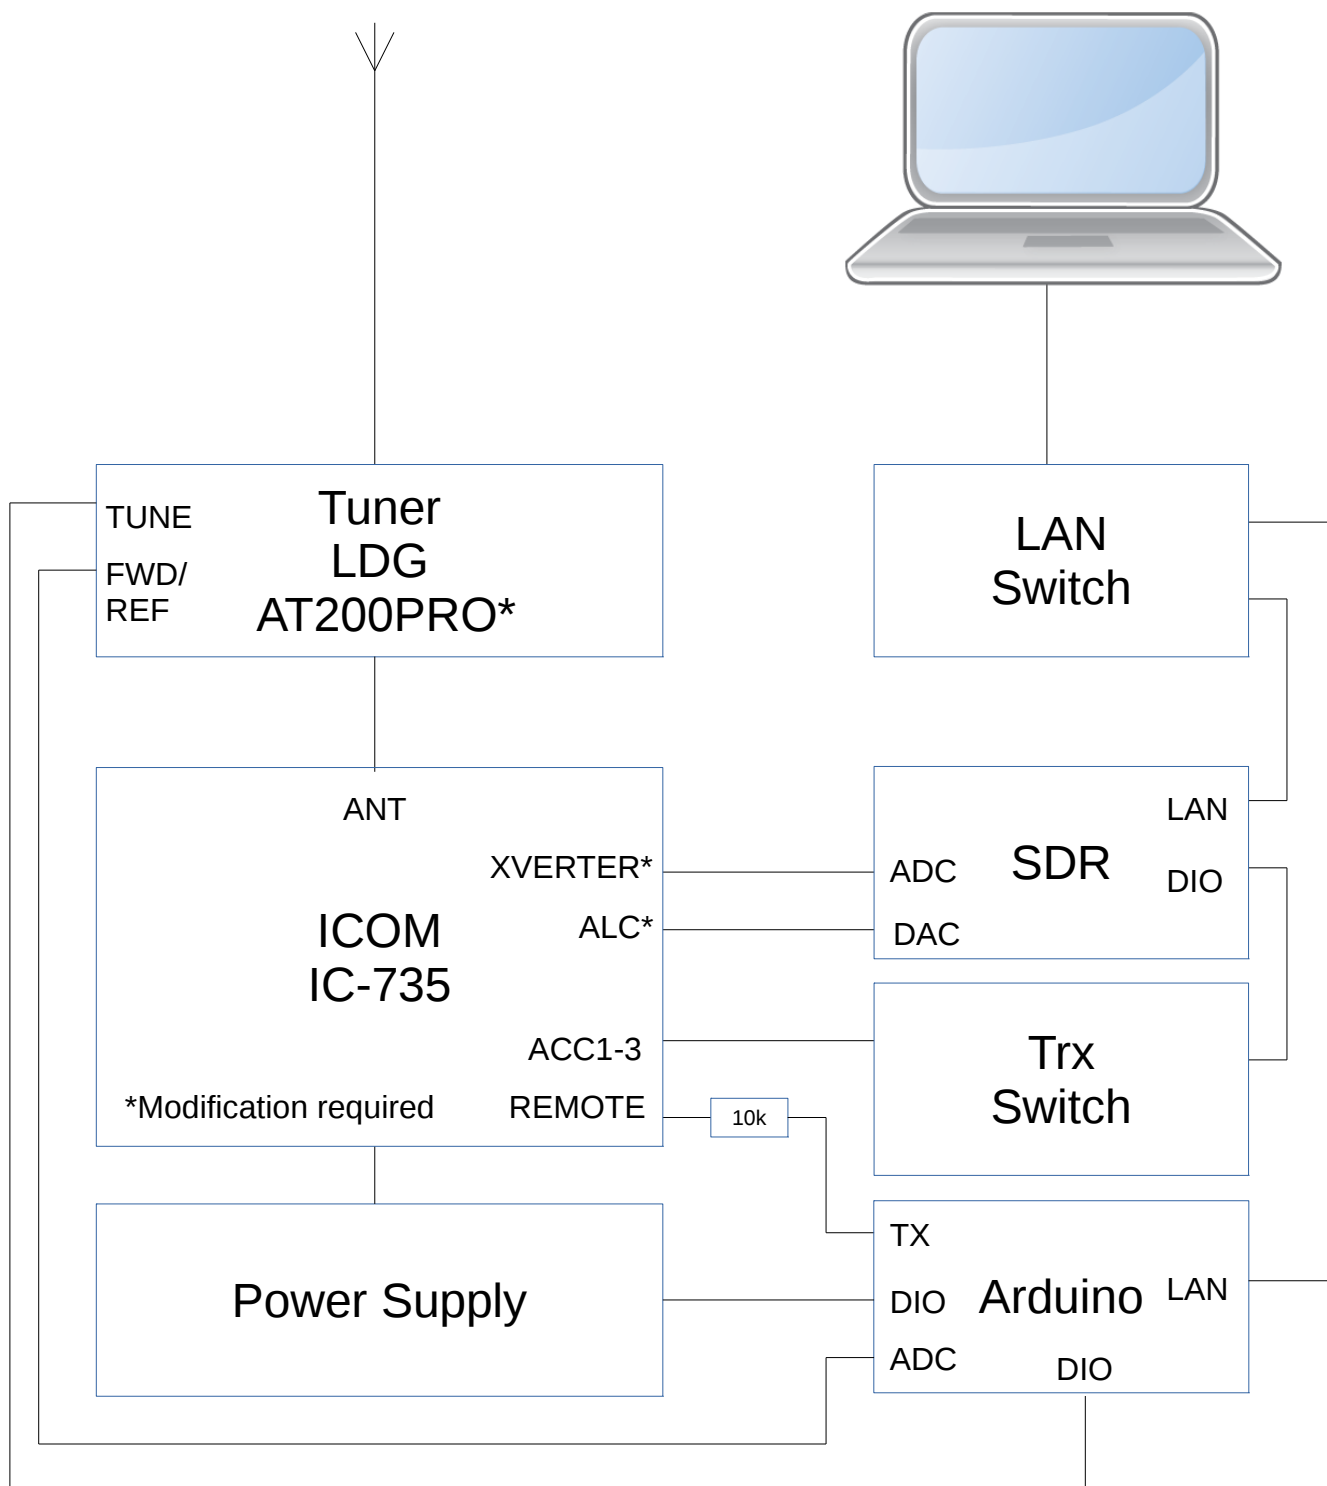 TUNE
FWD/
REF
Tuner
LDG
AT200PRO*
LAN
Switch
ANT
XVERTER*
ALC*
ICOM
IC-735
ACC1-3
*Modification required
REMOTE
10k
ADC
SDR
LAN
DIO
DAC
Trx
Switch
Power Supply
TX
DIO
Arduino
LAN
ADC
DIO